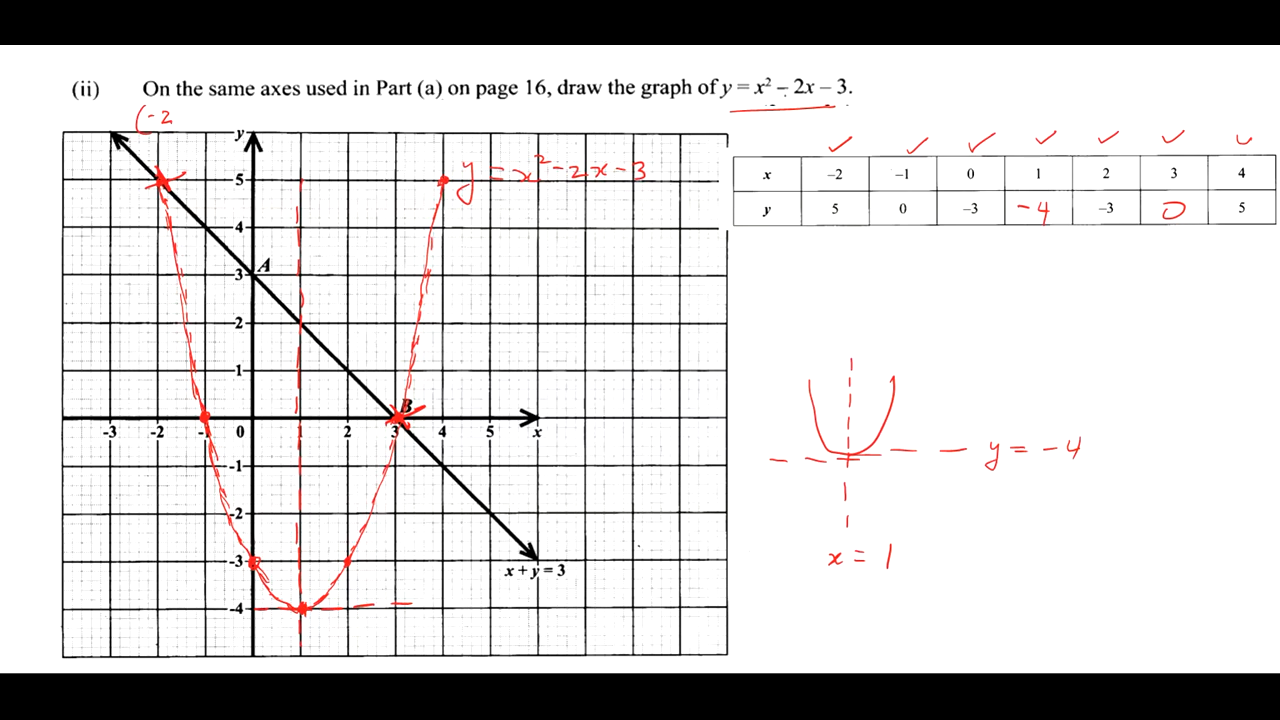 (ii) On the same axes used in Part (a) on page 16, draw the graph of y = x² – 2x – 3.
(-2
y
y = x² - 2x - 3
x –2 –1 0 1 2 3 4
y 5 0 –3 -4 –3 0 5
5
4
3 A
2
1
B
-3 -2 -1 0 1 2 3 4 5 x
-1
-2
-3
-4
x + y = 3
y = -4
x = 1